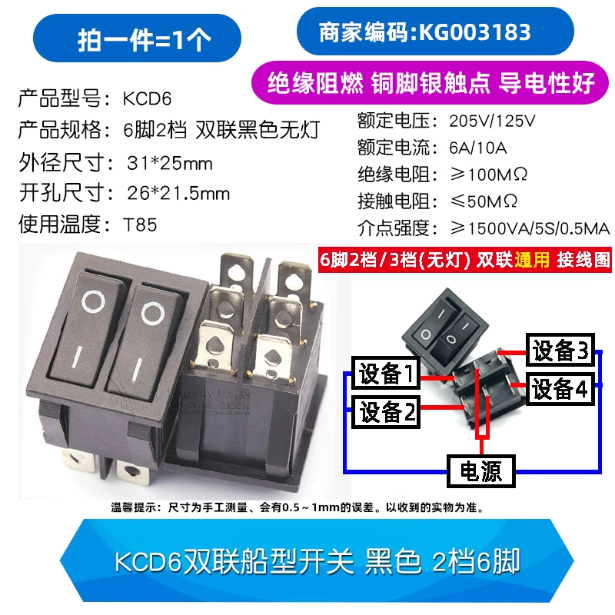 拍一件=1个
商家编码:KG003183
绝缘阻燃 铜脚银触点 导电性好
产品型号： KCD6
产品规格：6脚2档 双联黑色无灯
外径尺寸：31*25mm
开孔尺寸：26*21.5mm
使用温度：T85
额定电压：205V/125V
额定电流：6A/10A
绝缘电阻：≥100MΩ
接触电阻：≤50MΩ
介点强度：≥1500VA/5S/0.5MA
6脚2档/3档(无灯) 双联通用 接线图
设备1
设备2
设备3
设备4
电源
温馨提示：尺寸为手工测量、会有0.5~1mm的误差。以收到的实物为准。
KCD6双联船型开关 黑色 2档6脚